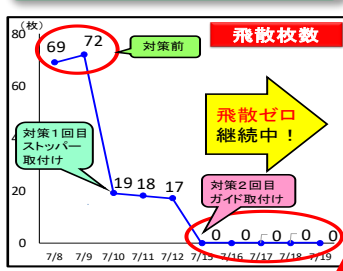 (枚)
飛散枚数
80
69
72
対策前
60
飛散ゼロ
継続中！
対策1回目
ストッパー
取付け
19 18 17
対策2回目
ガイド取付け
20
0 0 0 0 0
0
7/8 7/9 7/10 7/11 7/12 7/15 7/16 7/17 7/18 7/19